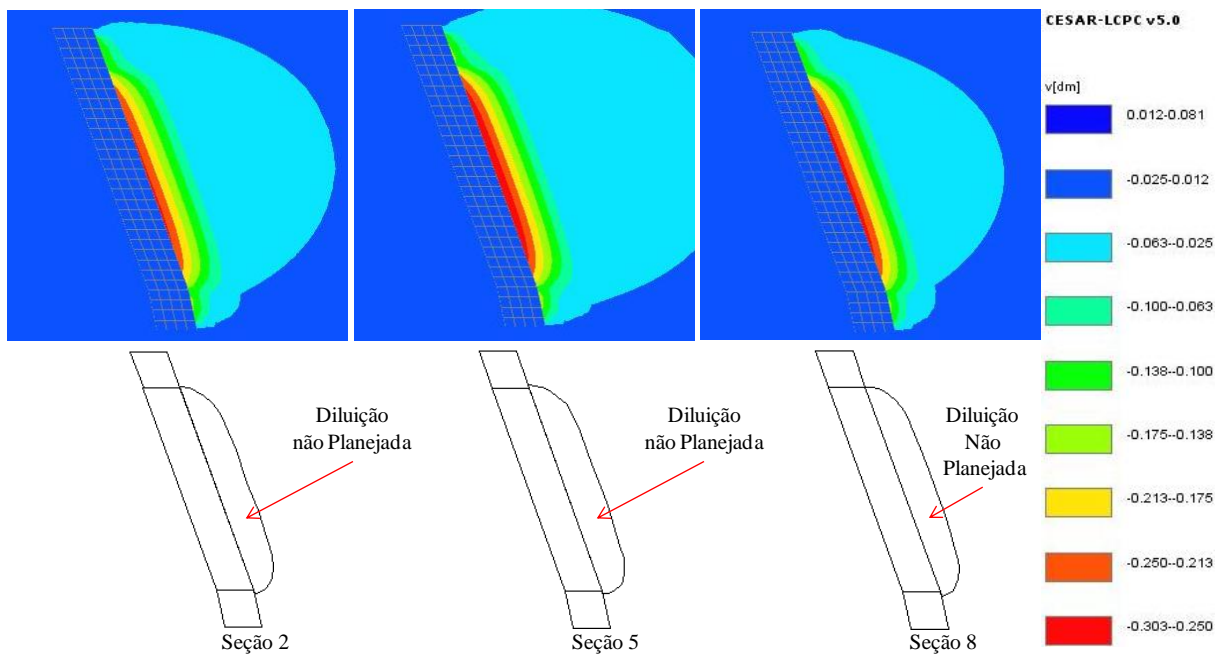 CESAR-LCPC v5.0
v[dm]
0.012-0.081
-0.025-0.012
-0.063--0.025
-0.100--0.063
-0.138--0.100
-0.175--0.138
-0.213--0.175
-0.250--0.213
-0.303--0.250
Diluição
não Planejada
Diluição
não Planejada
Diluição
Não
Planejada
Seção 2
Seção 5
Seção 8